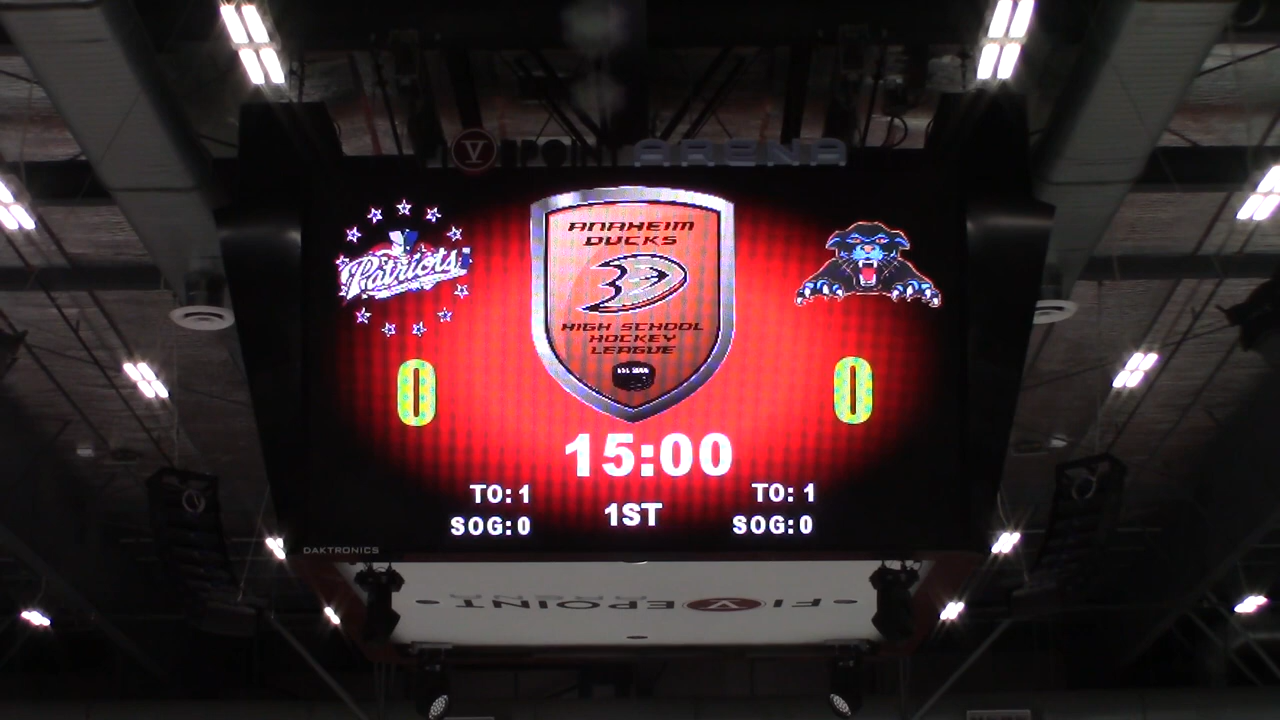 FIVEPOINT ARENA
Patriots
ANAHEIM
DUCKS
HIGH SCHOOL
HOCKEY
LEAGUE
0
0
15:00
TO: 1
TO: 1
1ST
SOG:0
SOG:0
DAKTRONICS
FIVEPOINT
ARENA